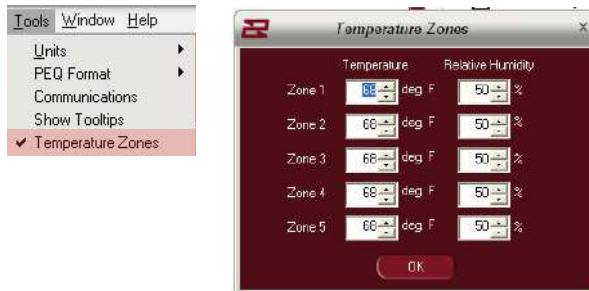 Tools Window Help
Units
PEQ Format
Communications
Show Tooltips
✔ Temperature Zones
Temperature Zones x
Temperature Relative Humidity
Zone 1 68 deg F 50 %
Zone 2 68 deg F 50 %
Zone 3 68 deg F 50 %
Zone 4 68 deg F 50 %
Zone 5 68 deg F 50 %
OK